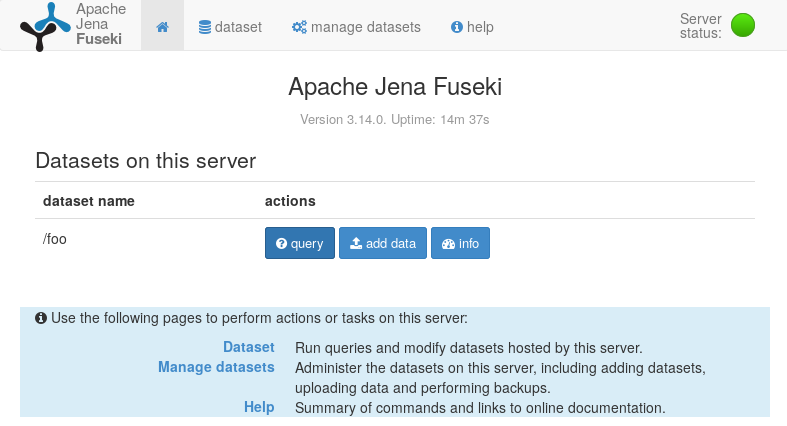 Apache
Jena
Fuseki
dataset
manage datasets
help
Server
status:
Apache Jena Fuseki
Version 3.14.0. Uptime: 14m 37s
Datasets on this server
dataset name actions
/foo query add data info
Use the following pages to perform actions or tasks on this server:
Dataset Run queries and modify datasets hosted by this server.
Manage datasets Administer the datasets on this server, including adding datasets,
uploading data and performing backups.
Help Summary of commands and links to online documentation.